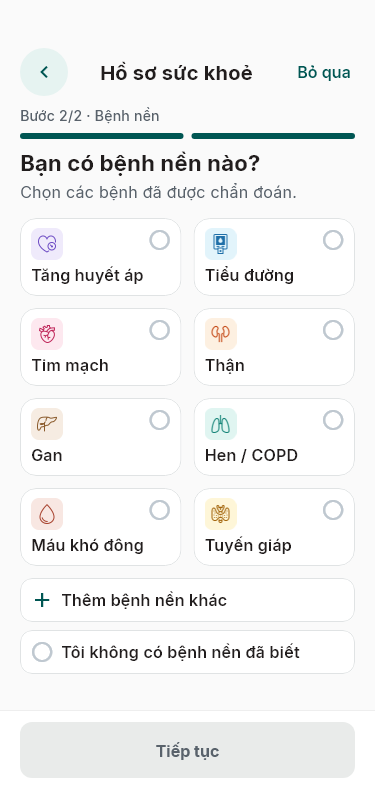 Hồ sơ sức khoẻ
Bỏ qua
Bước 2/2 · Bệnh nền
Bạn có bệnh nền nào?
Chọn các bệnh đã được chẩn đoán.
Tăng huyết áp
Tiểu đường
Tim mạch
Thận
Gan
Hen / COPD
Máu khó đông
Tuyến giáp
Thêm bệnh nền khác
Tôi không có bệnh nền đã biết
Tiếp tục